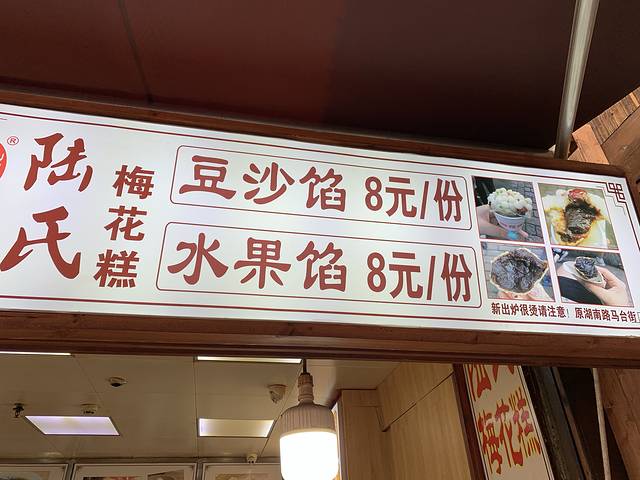 陆氏
梅花糕
豆沙馅 8元/份
水果馅 8元/份
新出炉很烫请注意! 原湖南路马台街
梅花糕